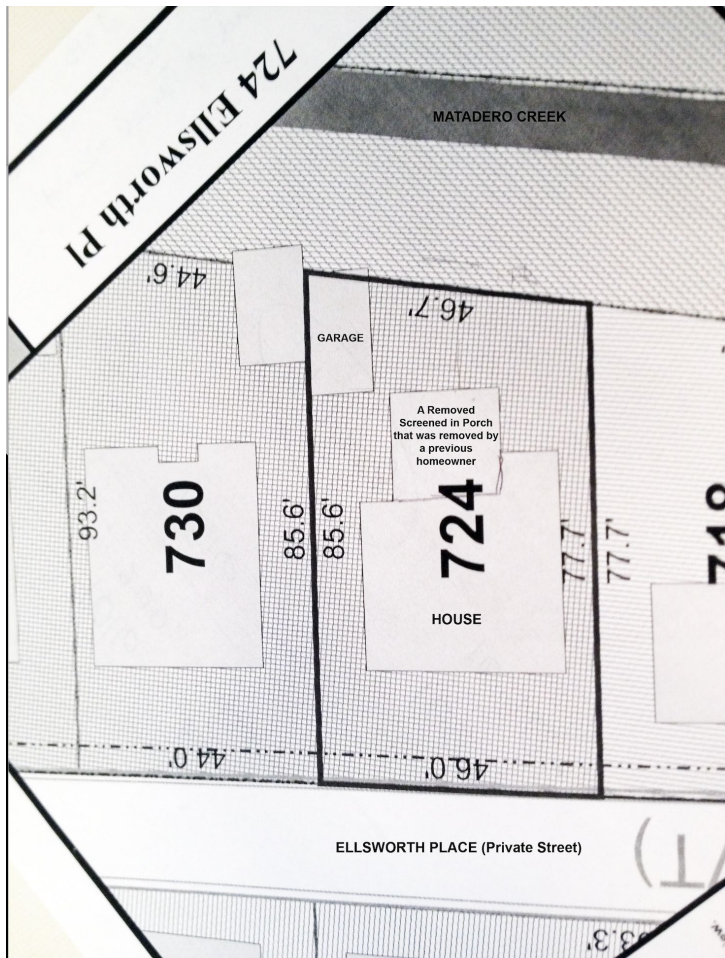 724 Ellsworth Pl
MATADERO CREEK
44.6'
46.7'
GARAGE
A Removed
Screened in Porch
that was removed by
a previous
homeowner
93.2'
730
85.6'
85.6'
724
77.7'
77.7'
718
HOUSE
44.0'
46.0'
ELLSWORTH PLACE (Private Street)
T)